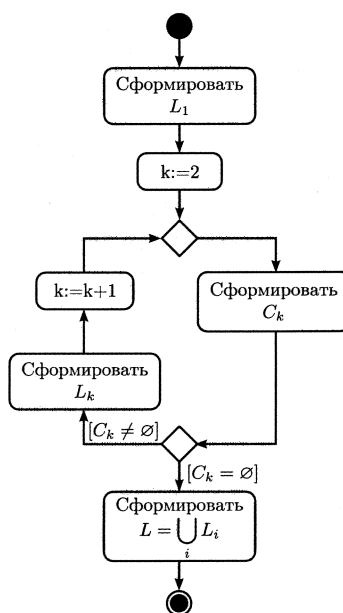 Сформировать
L₁
k:=2
k:=k+1
Сформировать
Cₖ
Сформировать
Lₖ
[Cₖ ≠ ∅]
[Cₖ = ∅]
Сформировать
L = ⋃ Lᵢ
i